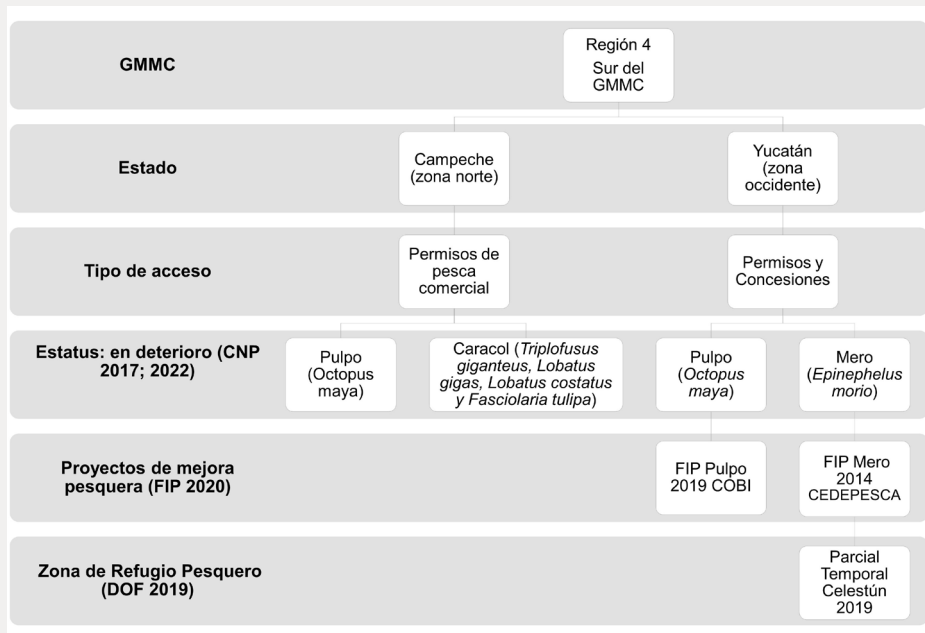 GMMC
Región 4
Sur del
GMMC
Estado
Campeche
(zona norte)
Yucatán
(zona
occidente)
Tipo de acceso
Permisos de
pesca
comercial
Permisos y
Concesiones
Estatus: en deterioro (CNP
2017; 2022)
Pulpo
(Octopus
maya)
Caracol (Triplofusus
giganteus, Lobatus
gigas, Lobatus costatus
y Fasciolaria tulipa)
Pulpo
(Octopus
maya)
Mero
(Epinephelus
morio)
Proyectos de mejora
pesquera (FIP 2020)
FIP Pulpo
2019 COBI
FIP Mero
2014
CEDEPESCA
Zona de Refugio Pesquero
(DOF 2019)
Parcial
Temporal
Celestún
2019